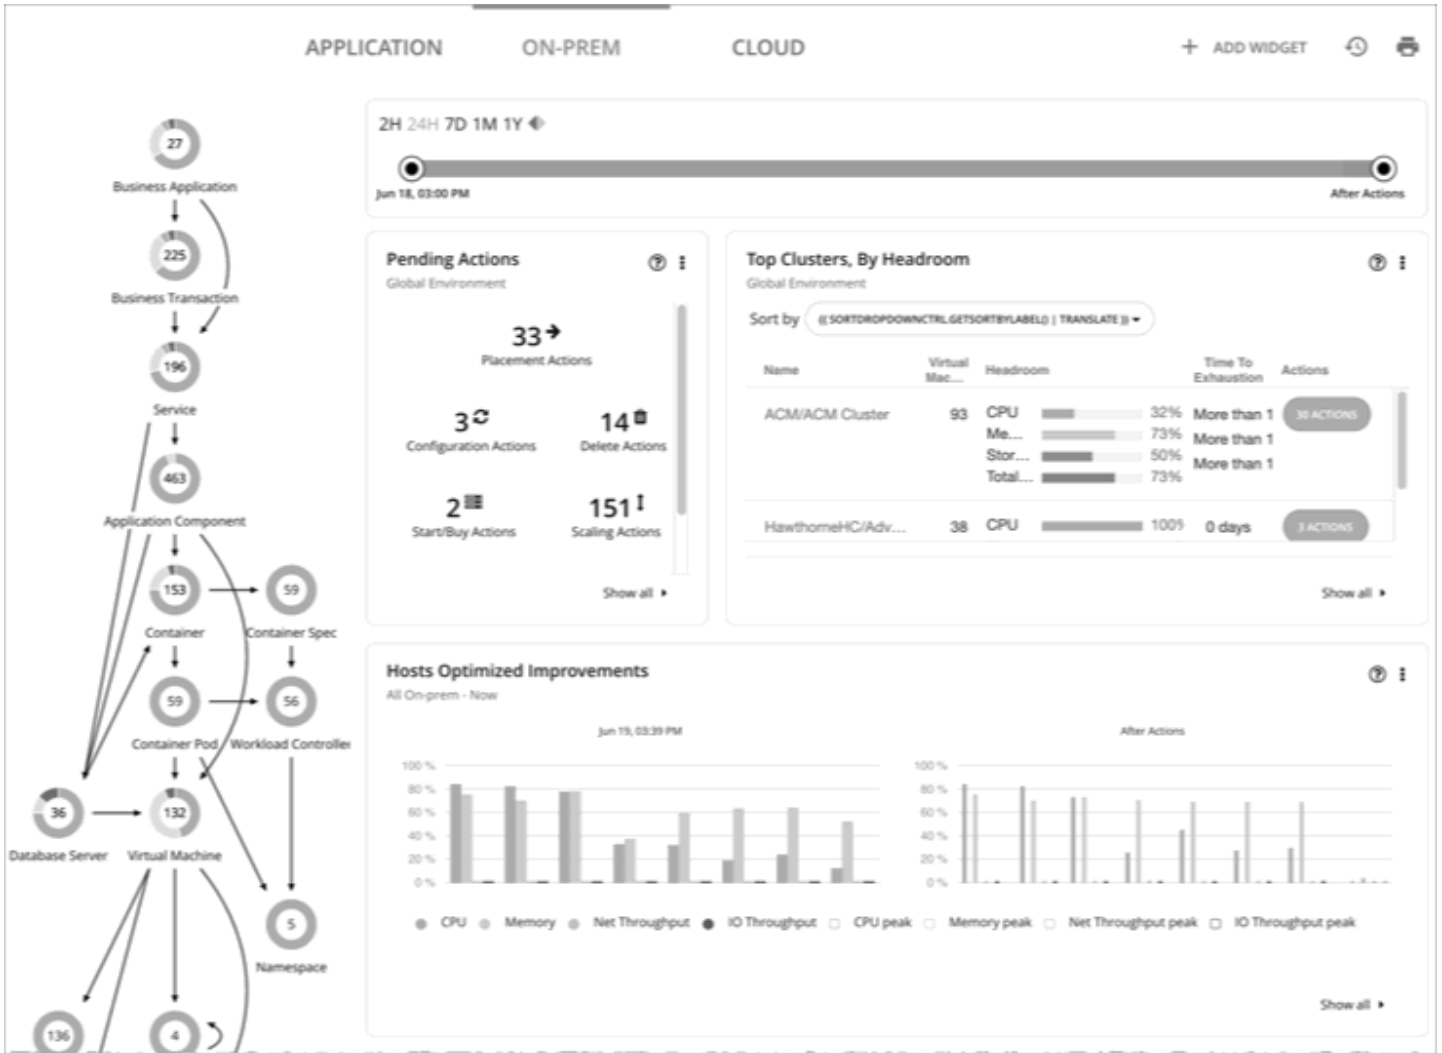 APPLICATION ON-PREM CLOUD ADD WIDGET
27
Business Application
225
Business Transaction
196
Service
463
Application Component
153 59
Container Container Spec
59 56
Container Pod Workload Controller
36 132
Database Server Virtual Machine
5
Namespace
136 4
2H 24H 7D 1M 1Y
Jun 18, 03:00 PM After Actions
Pending Actions
Global Environment
33
Placement Actions
3 14
Configuration Actions Delete Actions
2 151
Start/Buy Actions Scaling Actions
Show all
Top Clusters, By Headroom
Global Environment
Sort by {{ SORTDROPDOWNCTRL.GETSORTBYLABEL() | TRANSLATE }}
Name Virtual Mac... Headroom Time To Exhaustion Actions
ACM/ACM Cluster 93 CPU 32% More than 1 30 ACTIONS
Me... 73% More than 1
Stor... 50% More than 1
Total... 73%
HawthorneHC/Adv... 38 CPU 100% 0 days 3 ACTIONS
Show all
Hosts Optimized Improvements
All On-prem - Now
Jun 19, 03:39 PM After Actions
100 % 100 %
80 % 80 %
60 % 60 %
40 % 40 %
20 % 20 %
0 % 0 %
CPU Memory Net Throughput IO Throughput CPU peak Memory peak Net Throughput peak IO Throughput peak
Show all